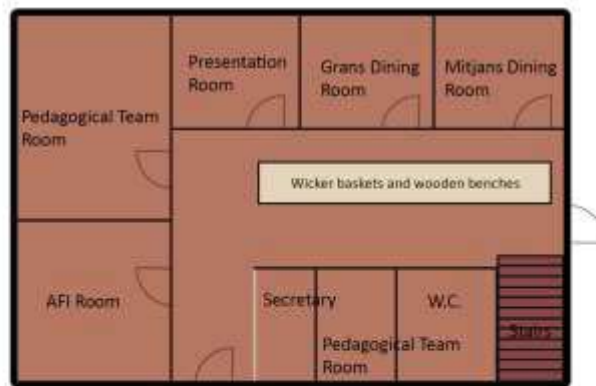 Presentation
Room
Grans Dining
Room
Mitjans Dining
Room
Pedagogical Team
Room
Wicker baskets and wooden benches
AFI Room
Secretary
W.C.
Stairs
Pedagogical Team
Room